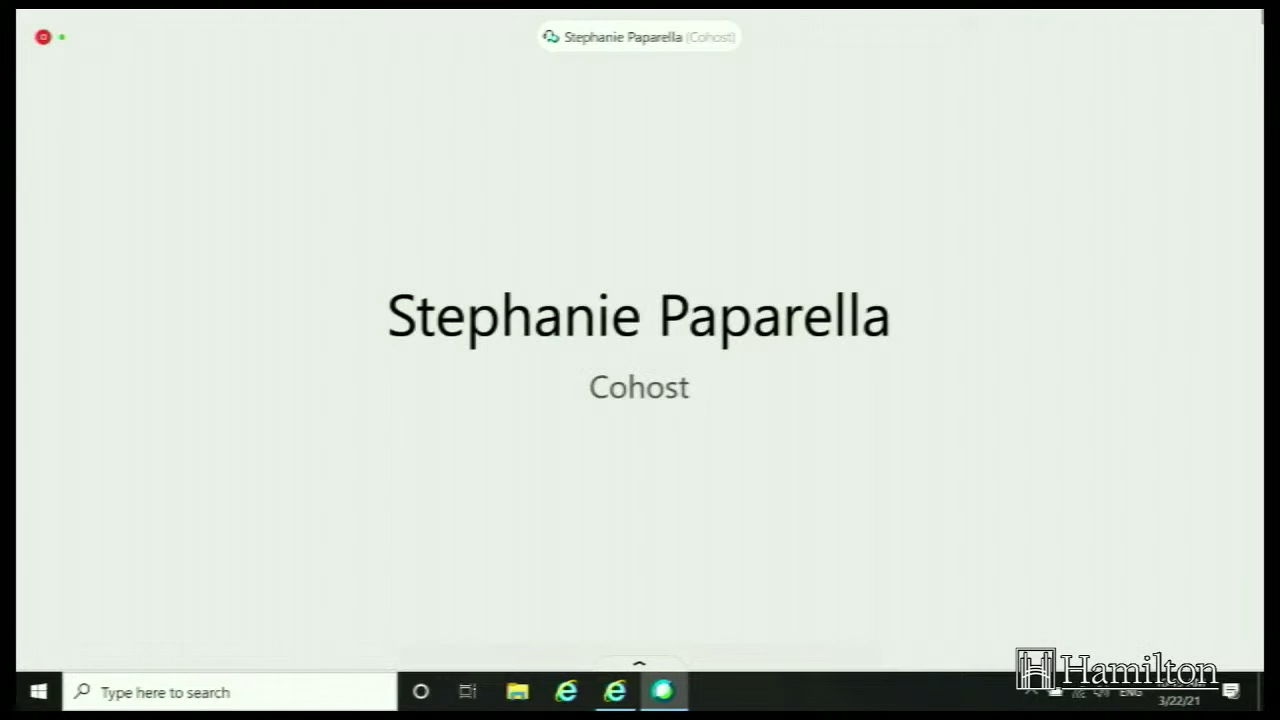 Stephanie Paparella (Cohost)
Stephanie Paparella
Cohost
Hamilton
Type here to search
ENG
3/22/21